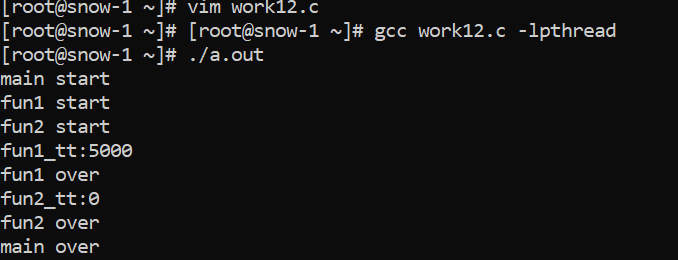 [root@snow-1 ~]# vim work12.c
[root@snow-1 ~]# [root@snow-1 ~]# gcc work12.c -lpthread
[root@snow-1 ~]# ./a.out
main start
fun1 start
fun2 start
fun1_tt:5000
fun1 over
fun2_tt:0
fun2 over
main over